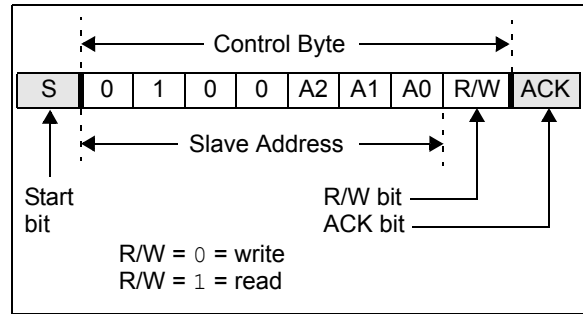 Control Byte
S 0 1 0 0 A2 A1 A0 R/W ACK
Slave Address
Start
bit
R/W bit
ACK bit
R/W = 0 = write
R/W = 1 = read